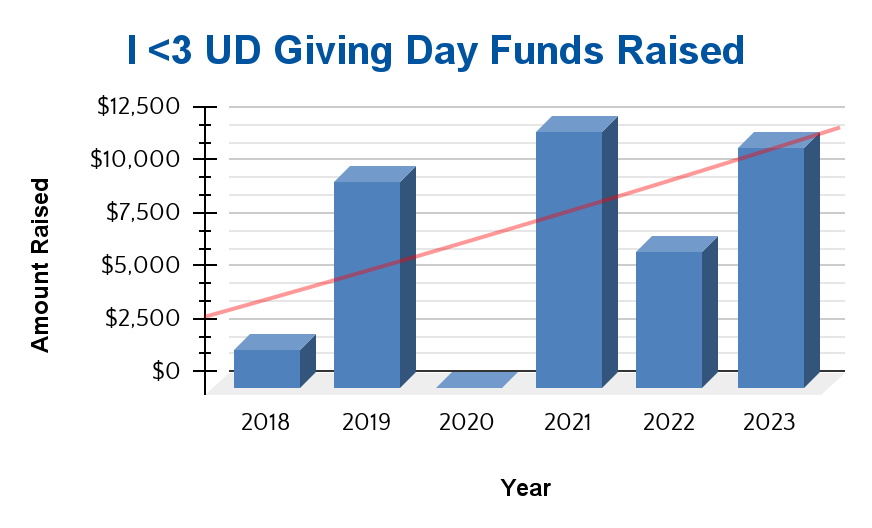 I <3 UD Giving Day Funds Raised
$12,500
$10,000
$7,500
$5,000
$2,500
$0
Amount Raised
2018 2019 2020 2021 2022 2023
Year